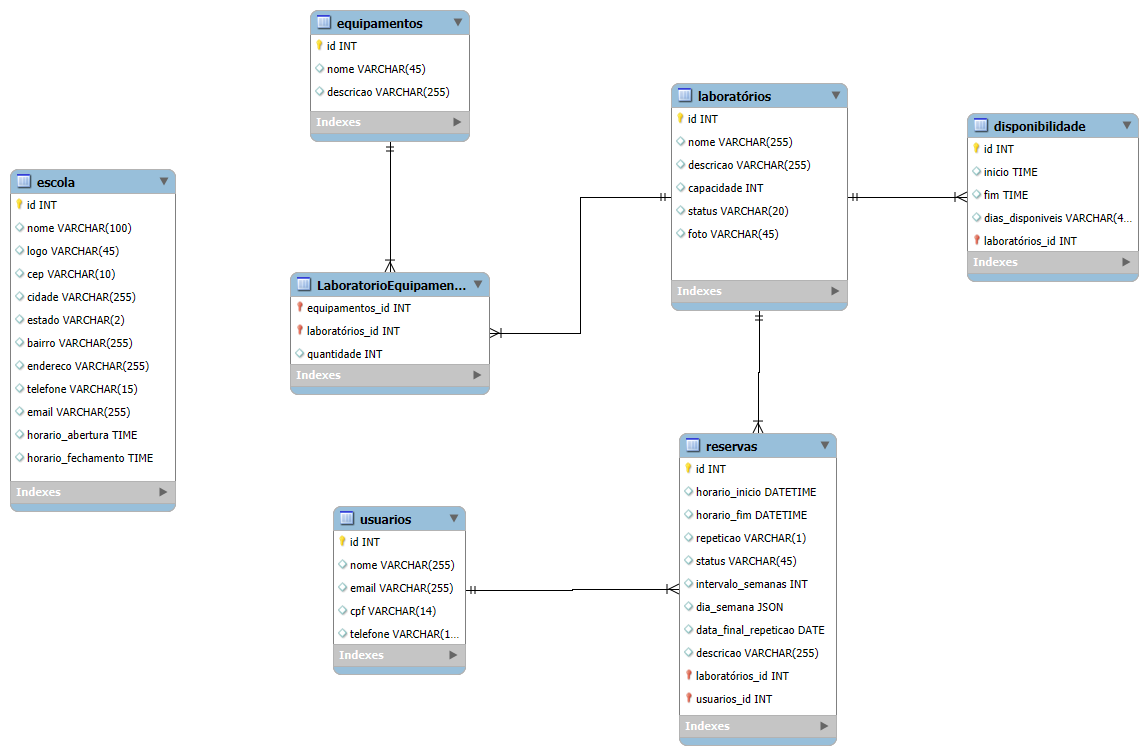 equipamentos
id INT
nome VARCHAR(45)
descricao VARCHAR(255)
Indexes
laboratórios
id INT
nome VARCHAR(255)
descricao VARCHAR(255)
capacidade INT
status VARCHAR(20)
foto VARCHAR(45)
Indexes
disponibilidade
id INT
inicio TIME
fim TIME
dias_disponiveis VARCHAR(4...
laboratórios_id INT
Indexes
escola
id INT
nome VARCHAR(100)
logo VARCHAR(45)
cep VARCHAR(10)
cidade VARCHAR(255)
estado VARCHAR(2)
bairro VARCHAR(255)
endereco VARCHAR(255)
telefone VARCHAR(15)
email VARCHAR(255)
horario_abertura TIME
horario_fechamento TIME
Indexes
LaboratorioEquipamen...
equipamentos_id INT
laboratórios_id INT
quantidade INT
Indexes
reservas
id INT
horario_inicio DATETIME
horario_fim DATETIME
repeticao VARCHAR(1)
status VARCHAR(45)
intervalo_semanas INT
dia_semana JSON
data_final_repeticao DATE
descricao VARCHAR(255)
laboratórios_id INT
usuarios_id INT
Indexes
usuarios
id INT
nome VARCHAR(255)
email VARCHAR(255)
cpf VARCHAR(14)
telefone VARCHAR(1...
Indexes